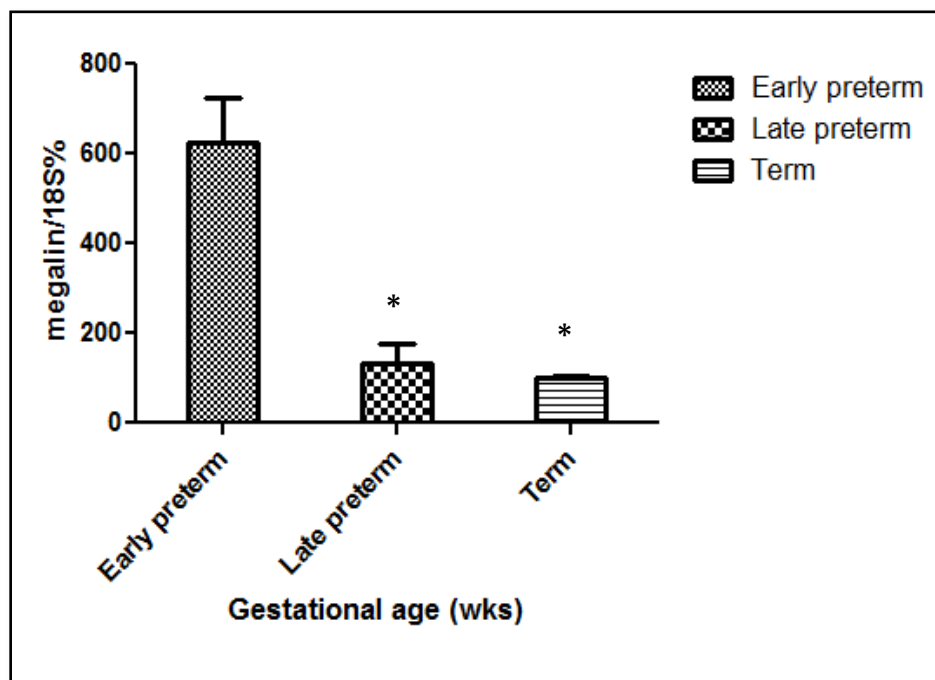 800
600
400
200
0
megalin/18S%
*
*
Early preterm
Late preterm
Term
Gestational age (wks)
Early preterm
Late preterm
Term